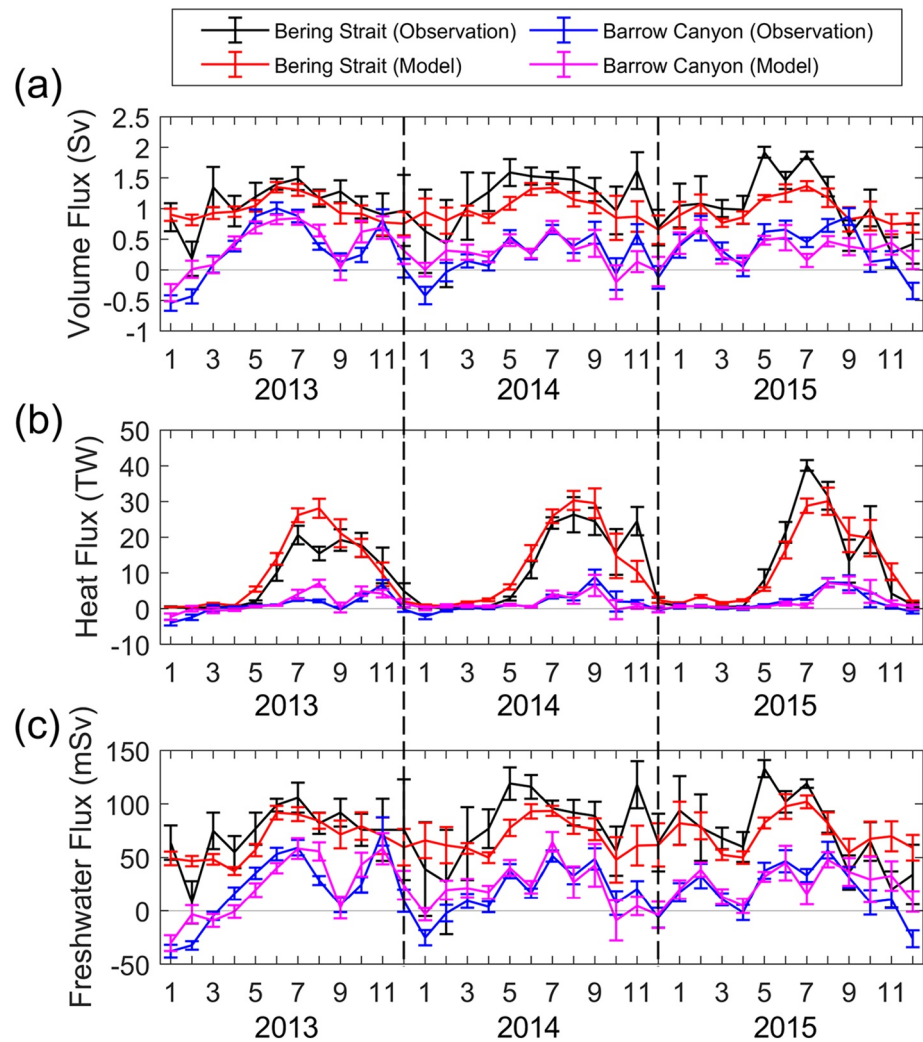 Bering Strait (Observation) Barrow Canyon (Observation)
Bering Strait (Model) Barrow Canyon (Model)
(a)
Volume Flux (Sv)
2.5
2
1.5
1
0.5
0
-0.5
-1
1 3 5 7 9 11 1 3 5 7 9 11 1 3 5 7 9 11
2013 2014 2015
(b)
Heat Flux (TW)
50
40
30
20
10
0
-10
1 3 5 7 9 11 1 3 5 7 9 11 1 3 5 7 9 11
2013 2014 2015
(c)
Freshwater Flux (mSv)
150
100
50
0
-50
1 3 5 7 9 11 1 3 5 7 9 11 1 3 5 7 9 11
2013 2014 2015